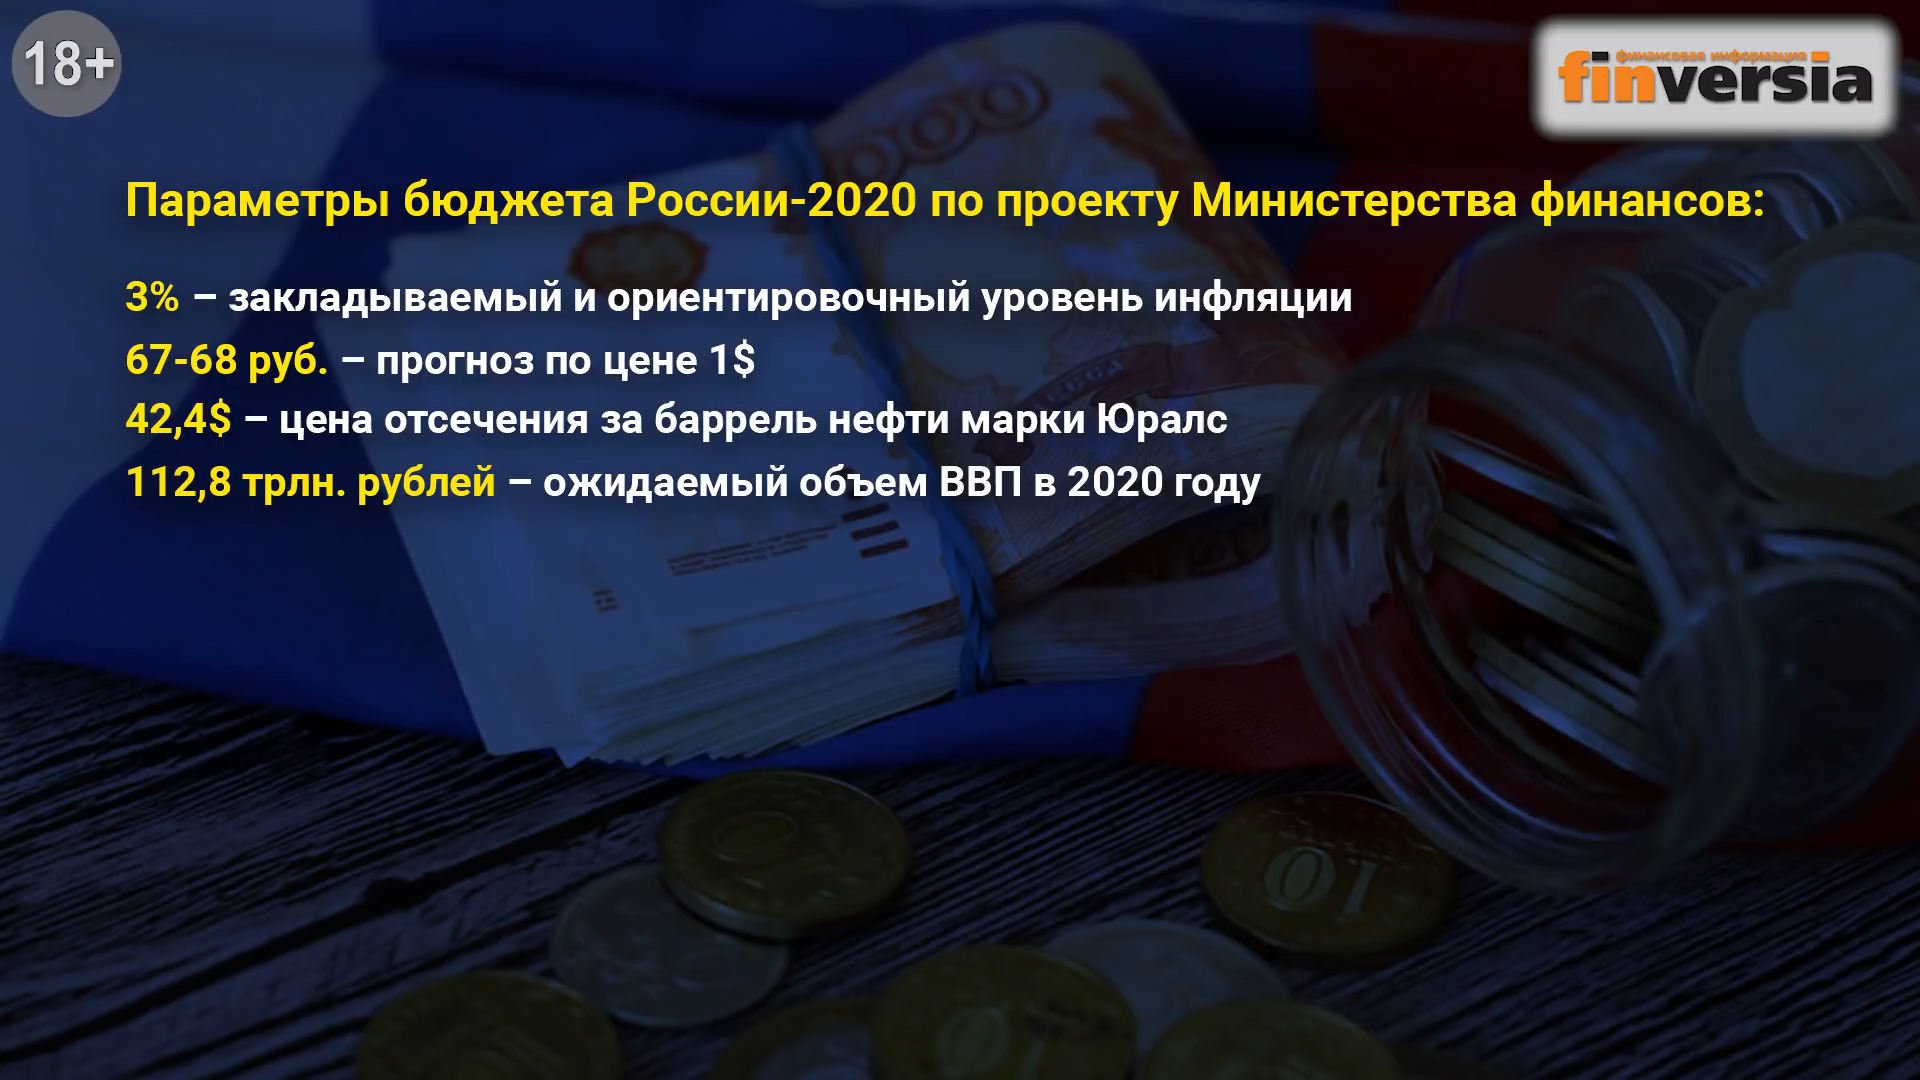 18+
финансовая информация
finversia
Параметры бюджета России-2020 по проекту Министерства финансов:
3% – закладываемый и ориентировочный уровень инфляции
67-68 руб. – прогноз по цене 1$
42,4$ – цена отсечения за баррель нефти марки Юралс
112,8 трлн. рублей – ожидаемый объем ВВП в 2020 году
10